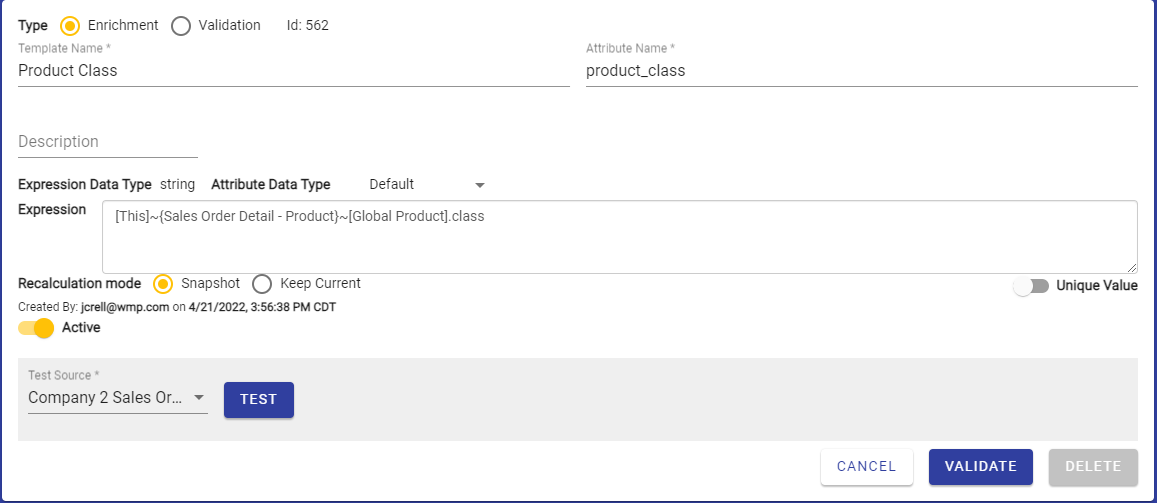 Type Enrichment Validation Id: 562
Template Name * Attribute Name *
Product Class product_class
Description
Expression Data Type string Attribute Data Type Default
Expression [This]~{Sales Order Detail - Product}~[Global Product].class
Recalculation mode Snapshot Keep Current Unique Value
Created By: jcrell@wmp.com on 4/21/2022, 3:56:38 PM CDT
Active
Test Source *
Company 2 Sales Or... TEST
CANCEL VALIDATE DELETE